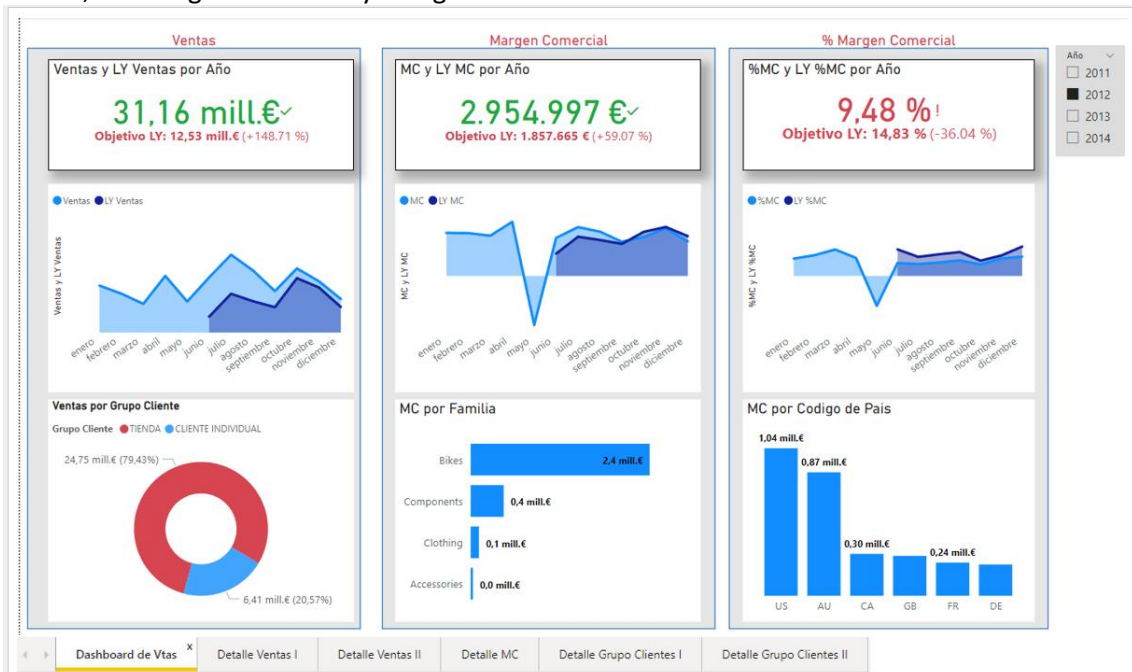 Ventas
Margen Comercial
% Margen Comercial
Ventas y LY Ventas por Año
31,16 mill.€
Objetivo LY: 12,53 mill.€ (+148.71 %)
MC y LY MC por Año
2.954.997 €
Objetivo LY: 1.857.665 € (+59.07 %)
%MC y LY %MC por Año
9,48 % !
Objetivo LY: 14,83 % (-36.04 %)
Año
2011
2012
2013
2014
Ventas LY Ventas
Ventas y LY Ventas
enero febrero marzo abril mayo junio julio agosto septiembre octubre noviembre diciembre
MC LY MC
MC y LY MC
enero febrero marzo abril mayo junio julio agosto septiembre octubre noviembre diciembre
%MC LY %MC
%MC y LY %MC
enero febrero marzo abril mayo junio julio agosto septiembre octubre noviembre diciembre
Ventas por Grupo Cliente
Grupo Cliente TIENDA CLIENTE INDIVIDUAL
24,75 mill.€ (79,43%)
6,41 mill.€ (20,57%)
MC por Familia
Bikes 2,4 mill.€
Components 0,4 mill.€
Clothing 0,1 mill.€
Accessories 0,0 mill.€
MC por Codigo de Pais
1,04 mill.€
0,87 mill.€
0,30 mill.€
0,24 mill.€
US AU CA GB FR DE
Dashboard de Vtas x Detalle Ventas I Detalle Ventas II Detalle MC Detalle Grupo Clientes I Detalle Grupo Clientes II